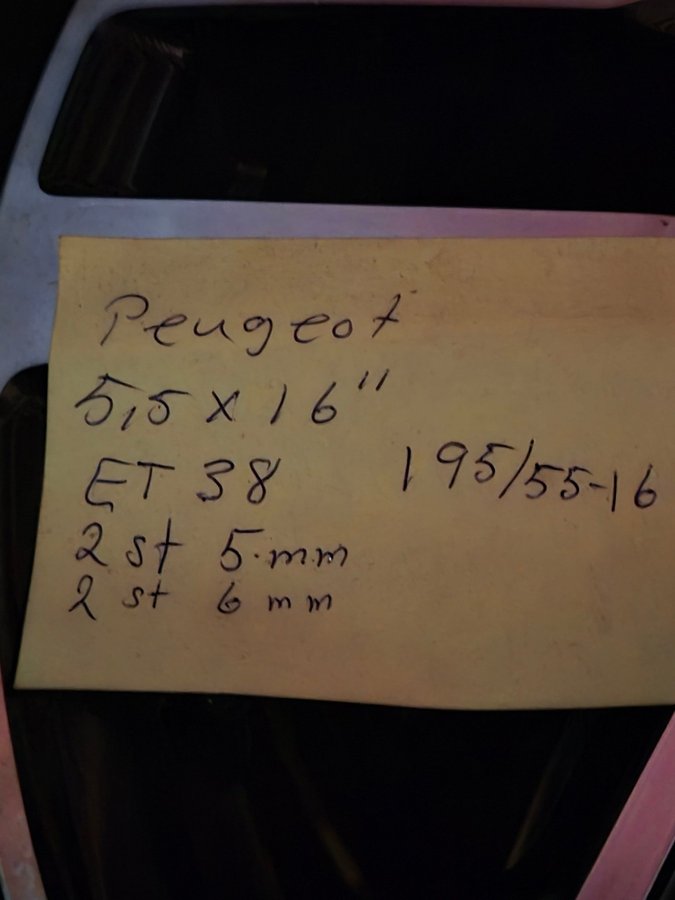 Peugeot
5,5 x 16"
ET 38 195/55-16
2 st 5 mm
2 st 6 mm